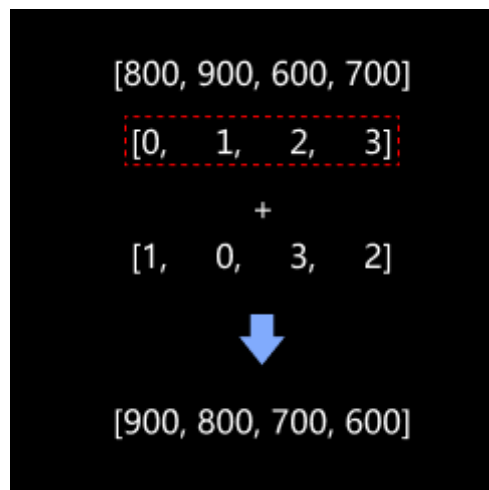 [800, 900, 600, 700]
[0, 1, 2, 3]
+
[1, 0, 3, 2]
[900, 800, 700, 600]